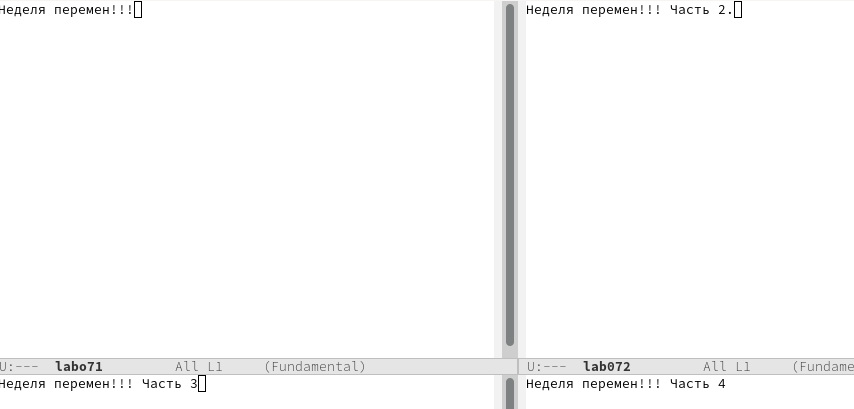 Неделя перемен!!!
Неделя перемен!!! Часть 2.
U:--- labo71 All L1 (Fundamental)
U:--- lab072 All L1 (Fundame
Неделя перемен!!! Часть 3
Неделя перемен!!! Часть 4